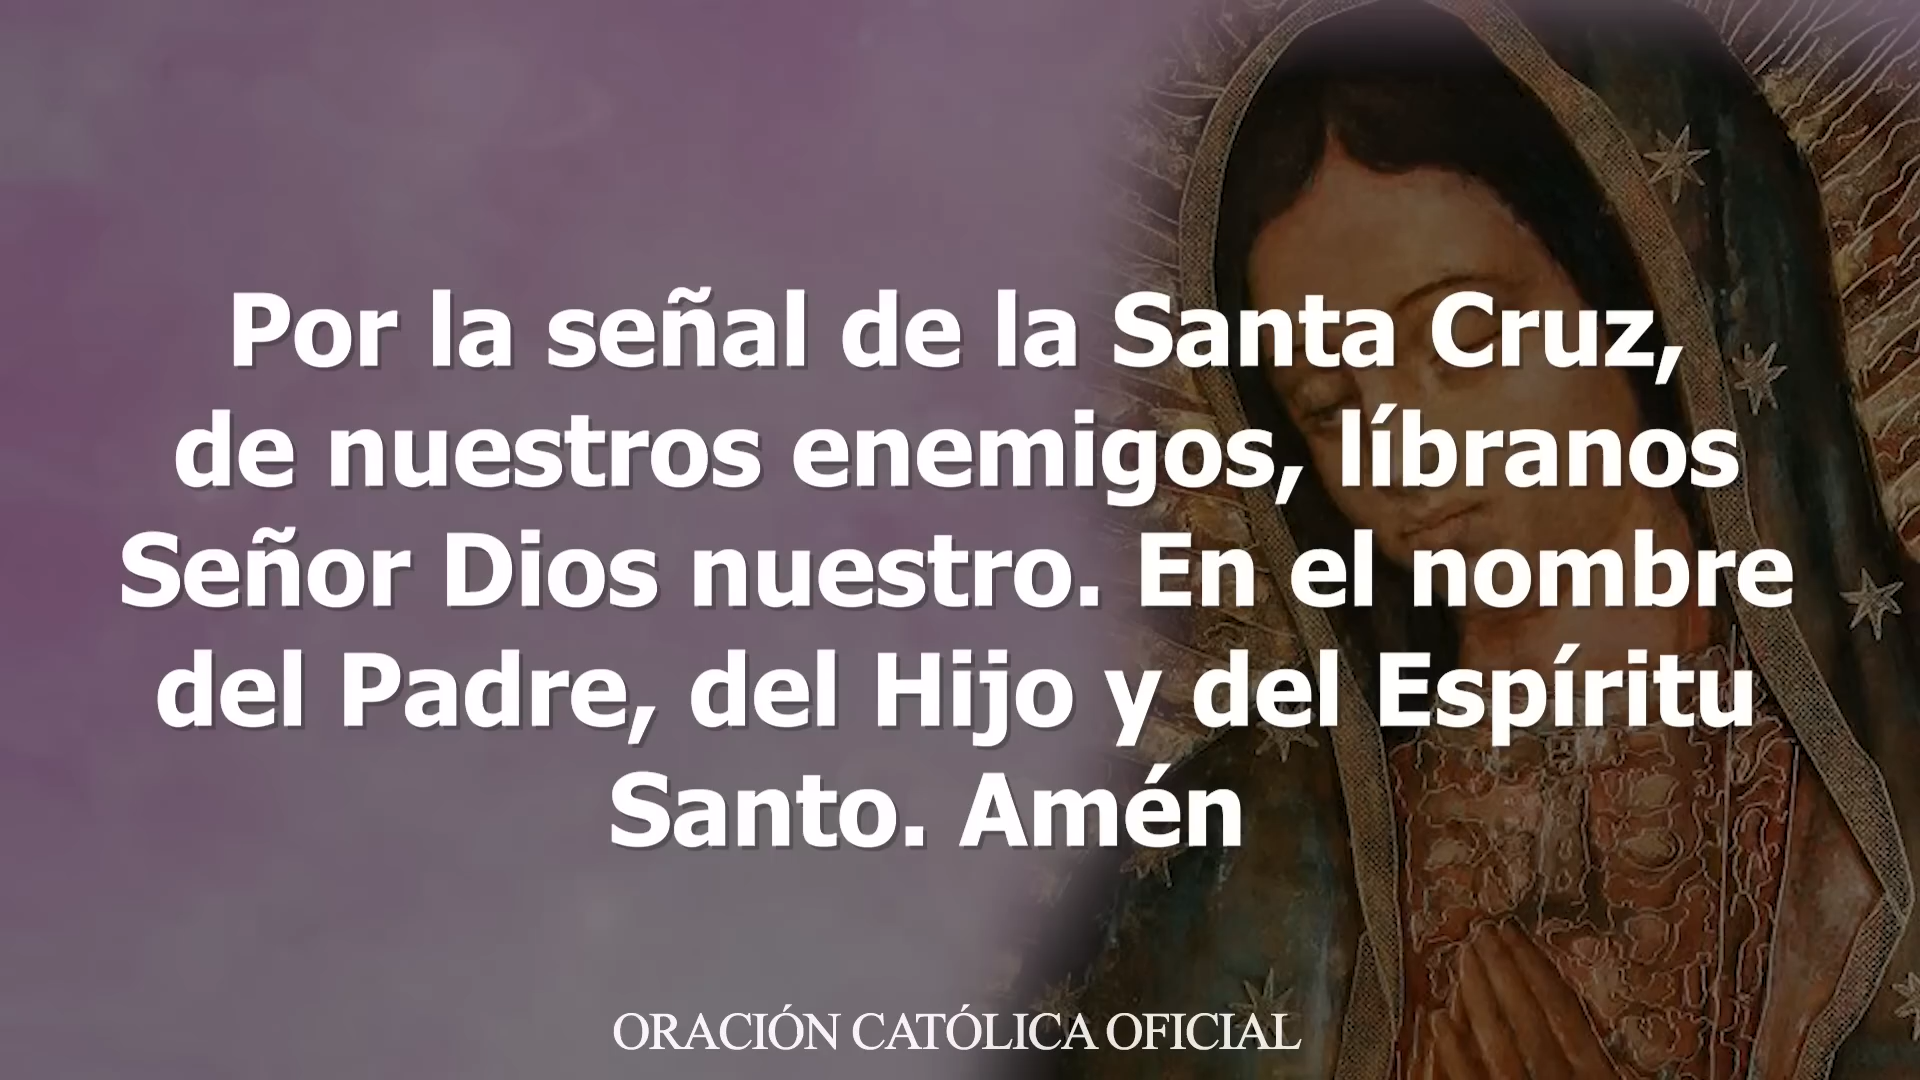 Por la señal de la Santa Cruz,
de nuestros enemigos, líbranos
Señor Dios nuestro. En el nombre
del Padre, del Hijo y del Espíritu
Santo. Amén
ORACIÓN CATÓLICA OFICIAL